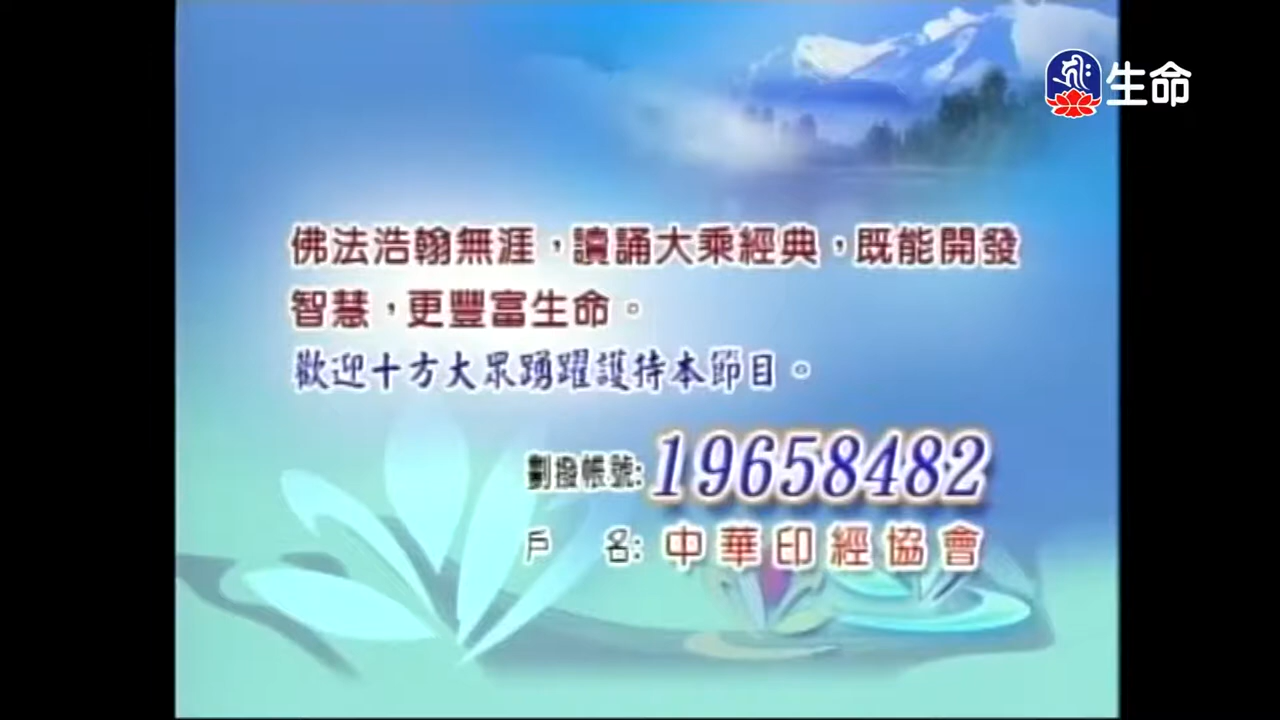 生命
佛法浩翰無涯，讀誦大乘經典，既能開發
智慧，更豐富生命。
歡迎十方大眾踴躍護持本節目。
劃撥帳號:19658482
戶 名:中華印經協會